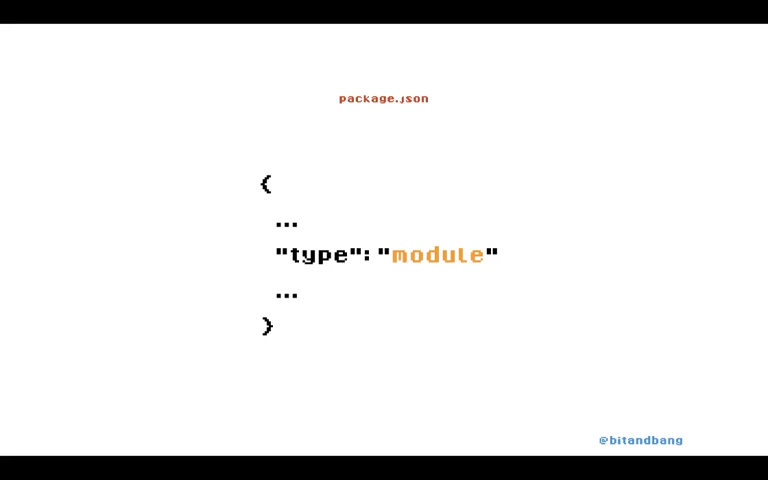 package.json
{
...
"type": "module"
...
}
@bitandbang